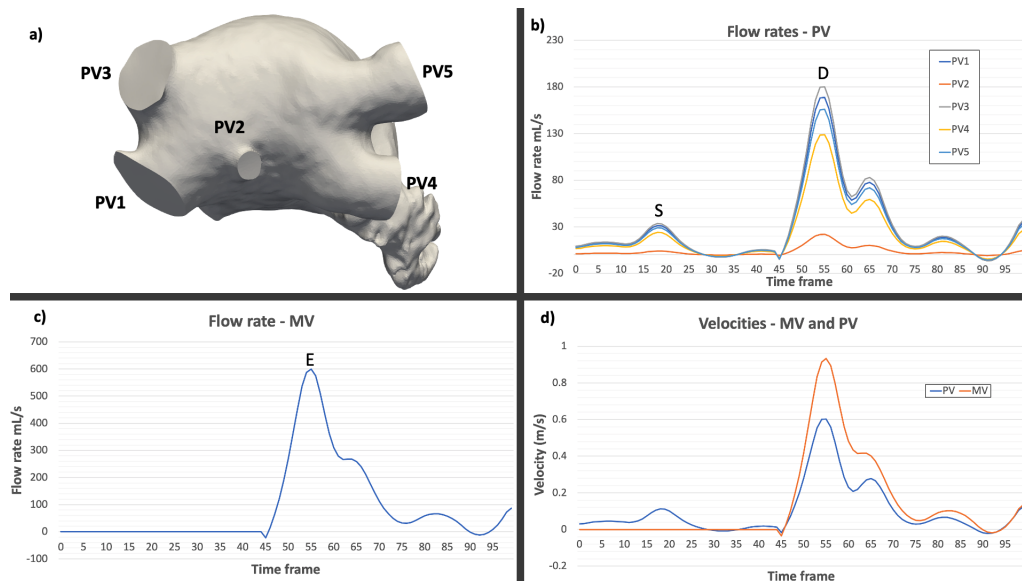 a)
PV3
PV5
PV2
PV1
PV4
b)
Flow rates - PV
Flow rate mL/s
230
180
130
80
30
-20
D
S
PV1
PV2
PV3
PV4
PV5
0 5 10 15 20 25 30 35 40 45 50 55 60 65 70 75 80 85 90 95
Time frame
c)
Flow rate - MV
Flow rate mL/s
700
600
500
400
300
200
100
0
-100
E
0 5 10 15 20 25 30 35 40 45 50 55 60 65 70 75 80 85 90 95
Time frame
d)
Velocities - MV and PV
Velocity (m/s)
1
0.8
0.6
0.4
0.2
0
-0.2
PV MV
0 5 10 15 20 25 30 35 40 45 50 55 60 65 70 75 80 85 90 95
Time frame